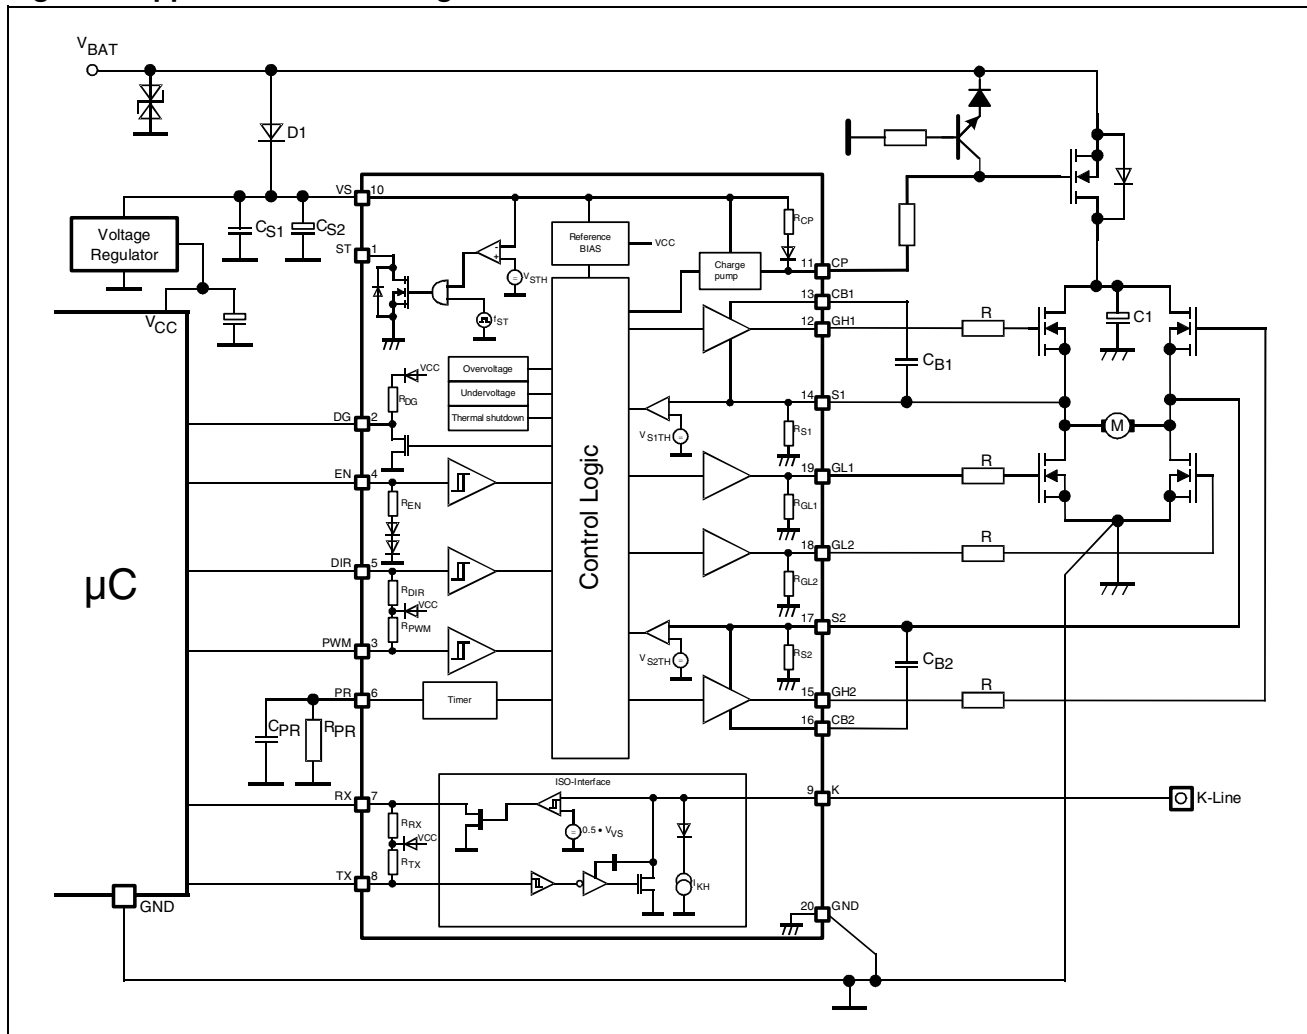 V_BAT
D1
VS 10
C_S1
C_S2
Voltage
Regulator
ST 1
R_CP
Reference
BIAS
VCC
V_STH
Charge
pump
11 CP
13 CB1
12 GH1
R
C1
f_ST
V_CC
C_B1
Overvoltage
Undervoltage
Thermal shutdown
VCC
R_DG
DG 2
14 S1
V_S1TH
R_S1
M
EN 4
R_EN
Control Logic
19 GL1
R
R_GL1
18 GL2
R
R_GL2
µC
DIR 5
R_DIR
VCC
R_PWM
PWM 3
17 S2
V_S2TH
R_S2
C_B2
PR 6
Timer
15 GH2
R
16 CB2
C_PR
R_PR
ISO-Interface
RX 7
9 K
K-Line
R_RX
VCC
R_TX
0.5 • V_VS
TX 8
I_KH
GND
20 GND